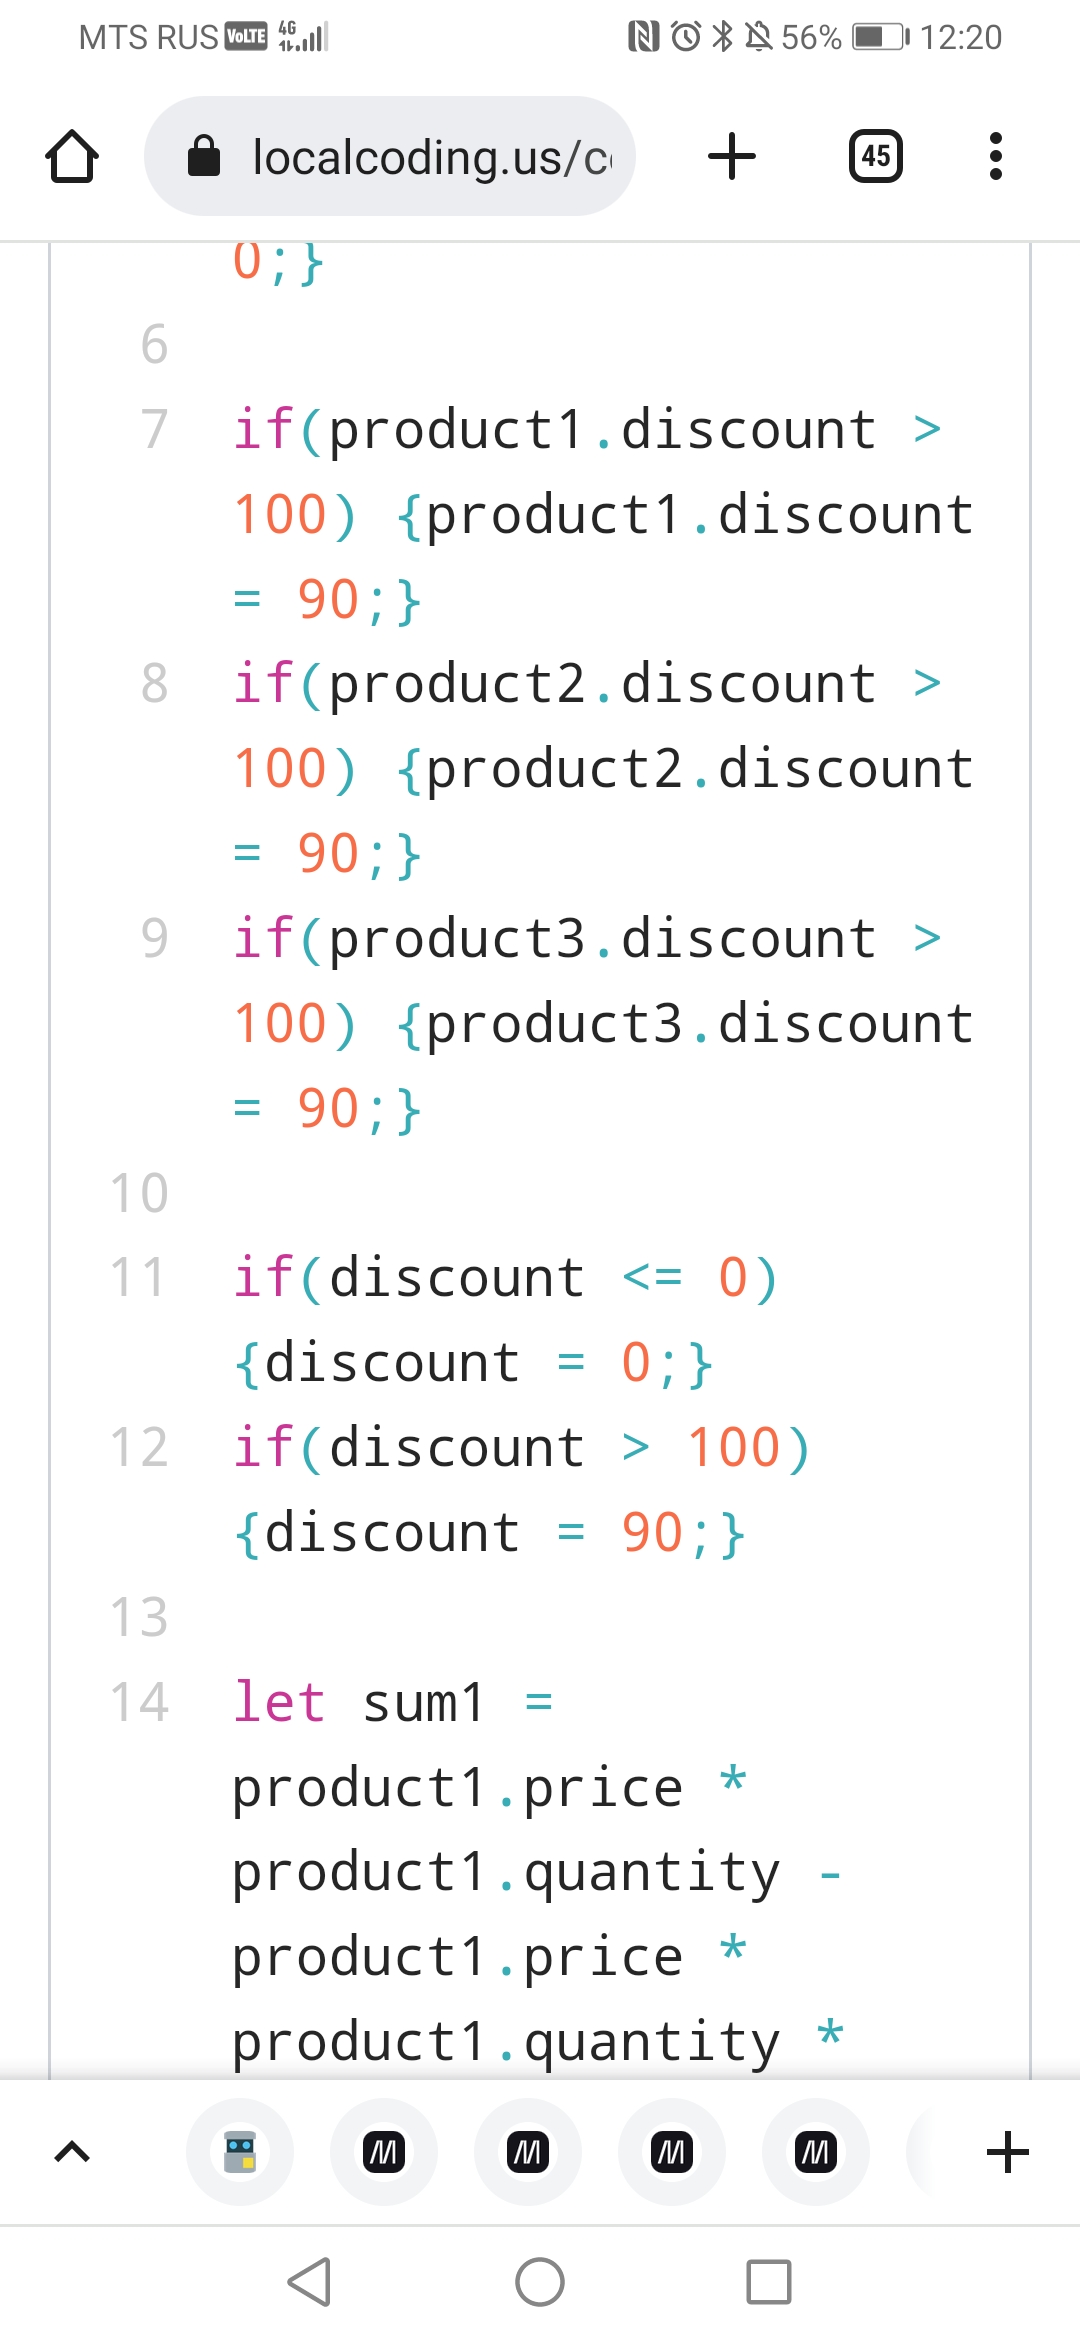 MTS RUS VoLTE 4G 56% 12:20
localcoding.us/c
45
0;}
6
7 if(product1.discount >
100) {product1.discount
= 90;}
8 if(product2.discount >
100) {product2.discount
= 90;}
9 if(product3.discount >
100) {product3.discount
= 90;}
10
11 if(discount <= 0)
{discount = 0;}
12 if(discount > 100)
{discount = 90;}
13
14 let sum1 =
product1.price *
product1.quantity -
product1.price *
product1.quantity *